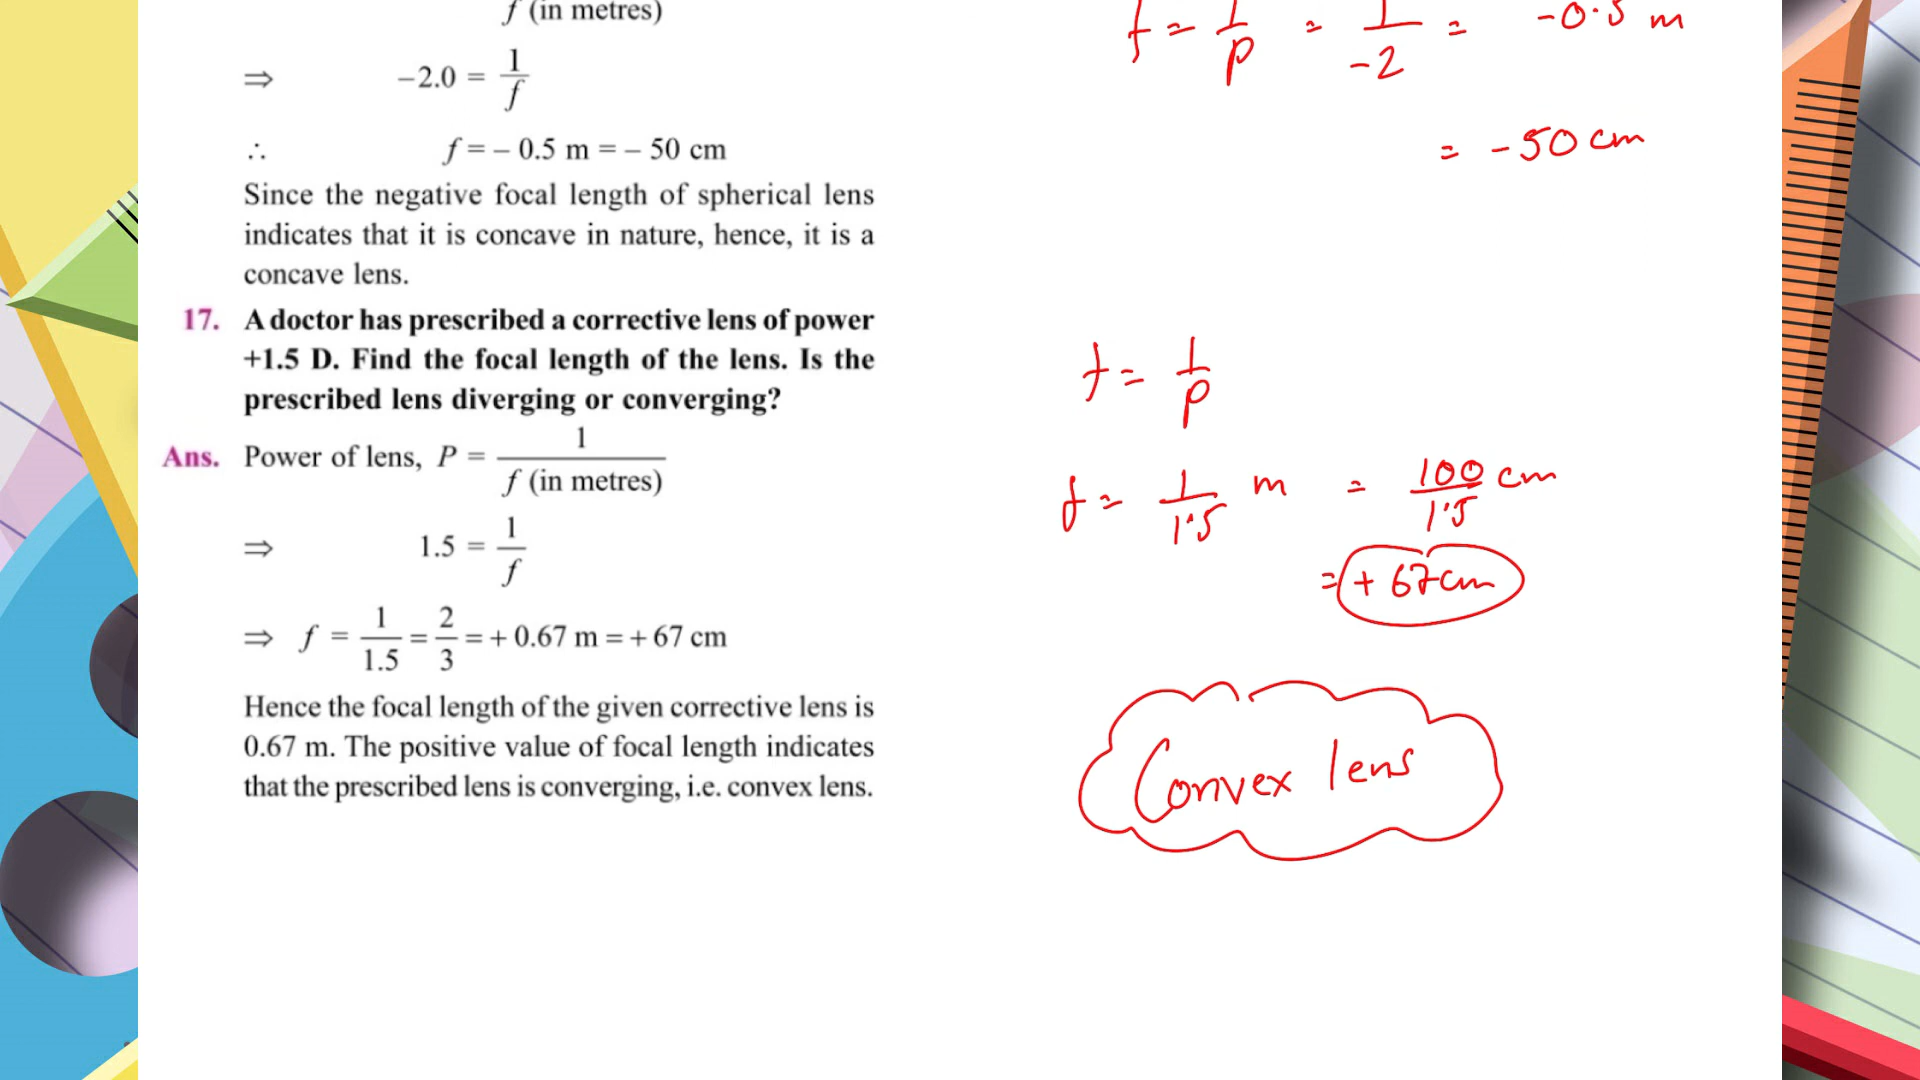 f (in metres)
⇒ −2.0 = 1/f
∴ f = – 0.5 m = – 50 cm
Since the negative focal length of spherical lens
indicates that it is concave in nature, hence, it is a
concave lens.
17. A doctor has prescribed a corrective lens of power
+1.5 D. Find the focal length of the lens. Is the
prescribed lens diverging or converging?
Ans. Power of lens, P = 1/f (in metres)
⇒ 1.5 = 1/f
⇒ f = 1/1.5 = 2/3 = + 0.67 m = + 67 cm
Hence the focal length of the given corrective lens is
0.67 m. The positive value of focal length indicates
that the prescribed lens is converging, i.e. convex lens.
f = 1/P = 1/-2 = -0.5 m
= -50 cm
f = 1/P
f = 1/1.5 m = 100/1.5 cm
= + 67 cm
Convex lens